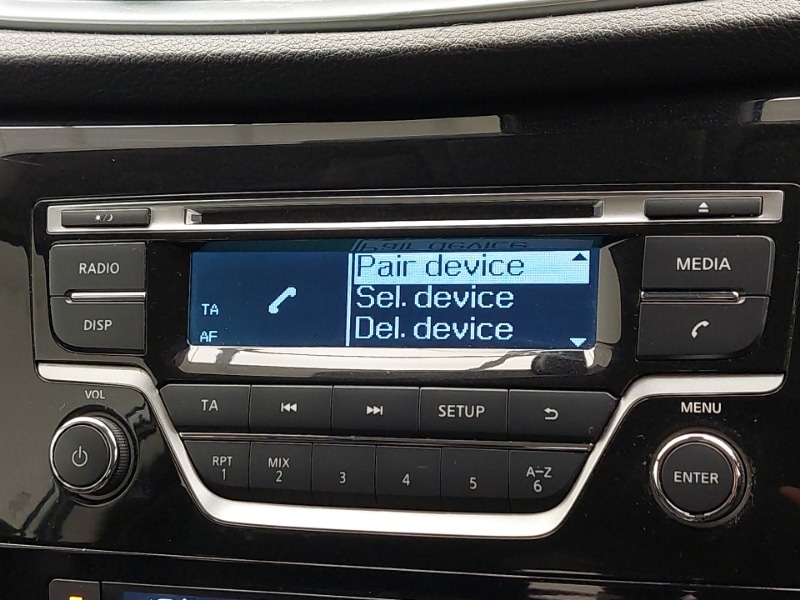 RADIO
DISP
TA
AF
Pair device
Sel. device
Del. device
MEDIA
VOL
TA
SETUP
MENU
RPT
1
MIX
2
3
4
5
A-Z
6
ENTER